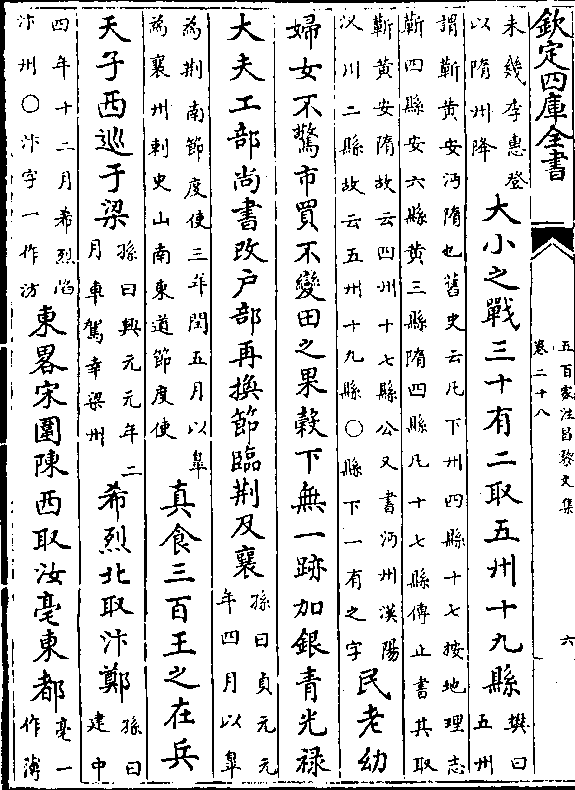 欽定四庫全書
五百家注昌黎文集
卷二十八
六
未幾李惠登
以隋州降
大小之戰三十有二取五州十九縣
樊曰
五州
謂蘄黃安沔隋也舊史云凡下州四縣十七按地理志
蘄四縣安六縣黃三縣隋四縣凡十七縣傳止書其取
蘄黃安隋故云四州十七縣公又書沔州漢陽
汊川二縣故云五州十九縣〇縣下一有之字
民老幼
婦女不驚市買不變田之果穀下無一跡加銀青光禄
大夫工部尚書改户部再換節臨荆及襄
孫曰貞元元
年四月以臯
為荆南節度使三年閏五月以臯
為襄州刺史山南東道節度使
真食三百王之在兵
天子西巡于梁
孫曰興元元年二
月車駕幸梁州
希烈北取汴鄭
孫曰
建中
四年十二月希烈陷
汴州〇汴字一作汸
東畧宋圍陳西取汝亳東都
亳一
作薄